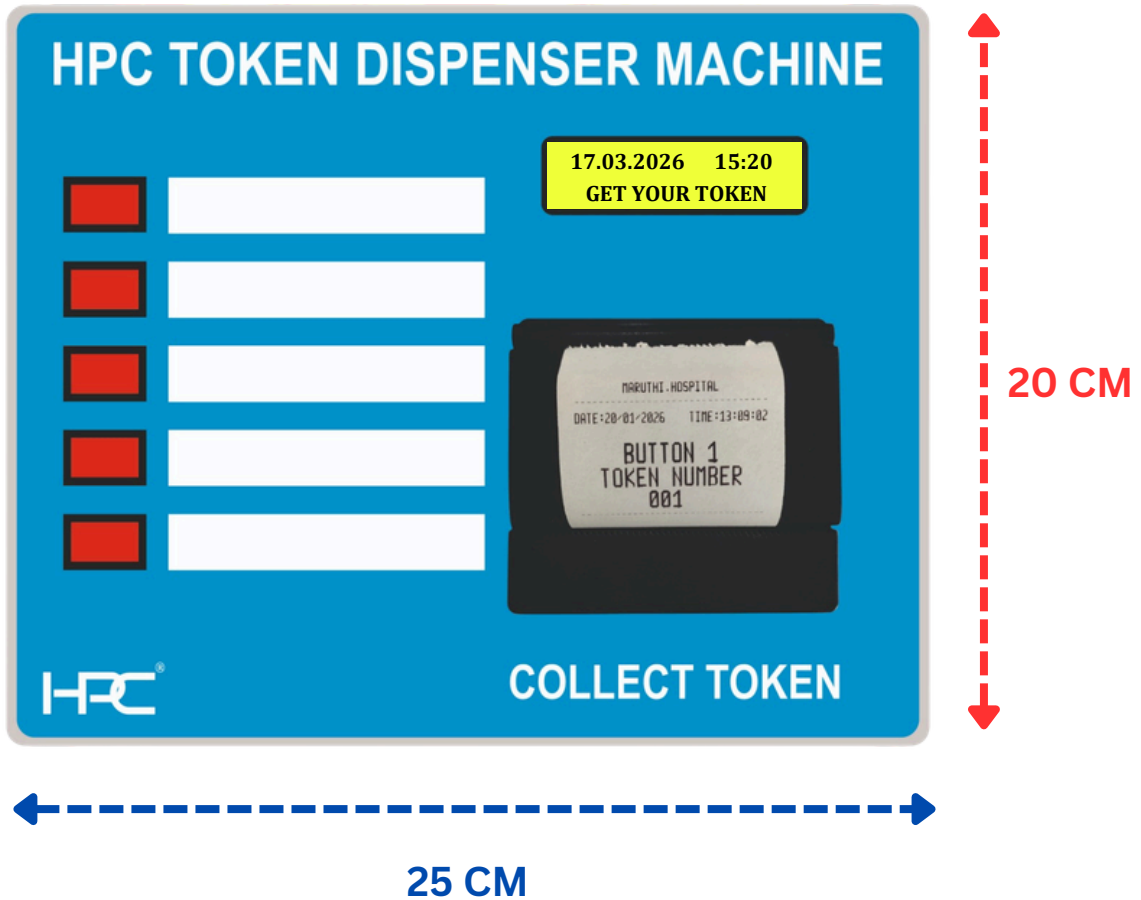 HPC TOKEN DISPENSER MACHINE
17.03.2026 15:20
GET YOUR TOKEN
MARUTHI.HOSPITAL
DATE:20/01/2026 TIME:13:09:02
BUTTON 1
TOKEN NUMBER
001
20 CM
HPC®
COLLECT TOKEN
25 CM